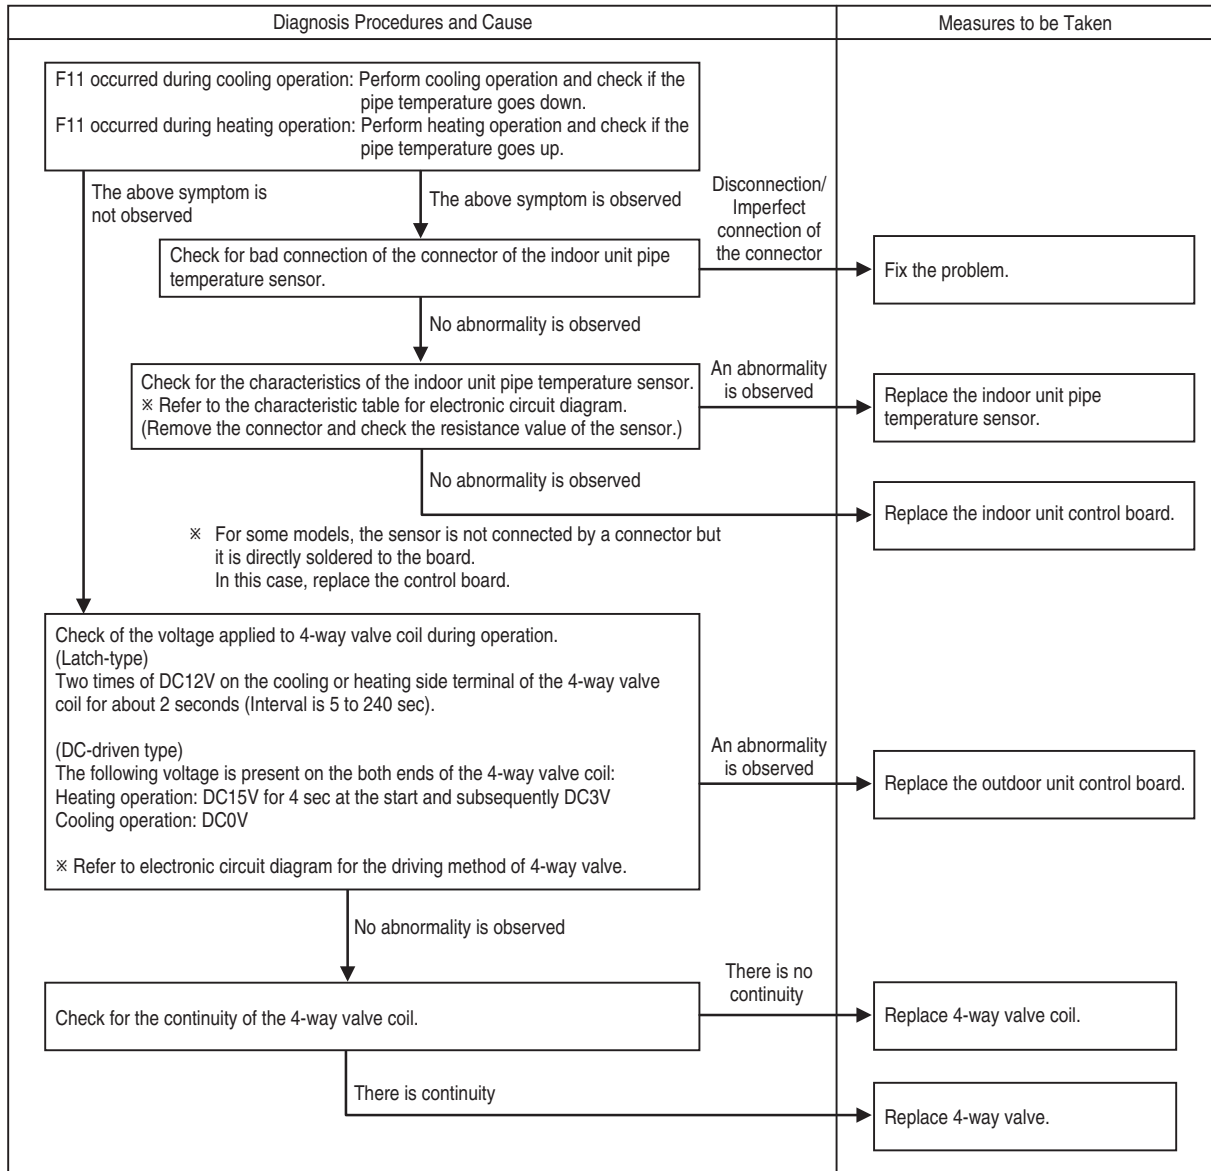 Diagnosis Procedures and Cause
Measures to be Taken
F11 occurred during cooling operation: Perform cooling operation and check if the
pipe temperature goes down.
F11 occurred during heating operation: Perform heating operation and check if the
pipe temperature goes up.
The above symptom is
not observed
The above symptom is observed
Disconnection/
Imperfect
connection of
the connector
Check for bad connection of the connector of the indoor unit pipe
temperature sensor.
Fix the problem.
No abnormality is observed
An abnormality
is observed
Check for the characteristics of the indoor unit pipe temperature sensor.
※ Refer to the characteristic table for electronic circuit diagram.
(Remove the connector and check the resistance value of the sensor.)
Replace the indoor unit pipe
temperature sensor.
No abnormality is observed
Replace the indoor unit control board.
※ For some models, the sensor is not connected by a connector but
it is directly soldered to the board.
In this case, replace the control board.
Check of the voltage applied to 4-way valve coil during operation.
(Latch-type)
Two times of DC12V on the cooling or heating side terminal of the 4-way valve
coil for about 2 seconds (Interval is 5 to 240 sec).
(DC-driven type)
The following voltage is present on the both ends of the 4-way valve coil:
Heating operation: DC15V for 4 sec at the start and subsequently DC3V
Cooling operation: DC0V
※ Refer to electronic circuit diagram for the driving method of 4-way valve.
An abnormality
is observed
Replace the outdoor unit control board.
No abnormality is observed
There is no
continuity
Check for the continuity of the 4-way valve coil.
Replace 4-way valve coil.
There is continuity
Replace 4-way valve.